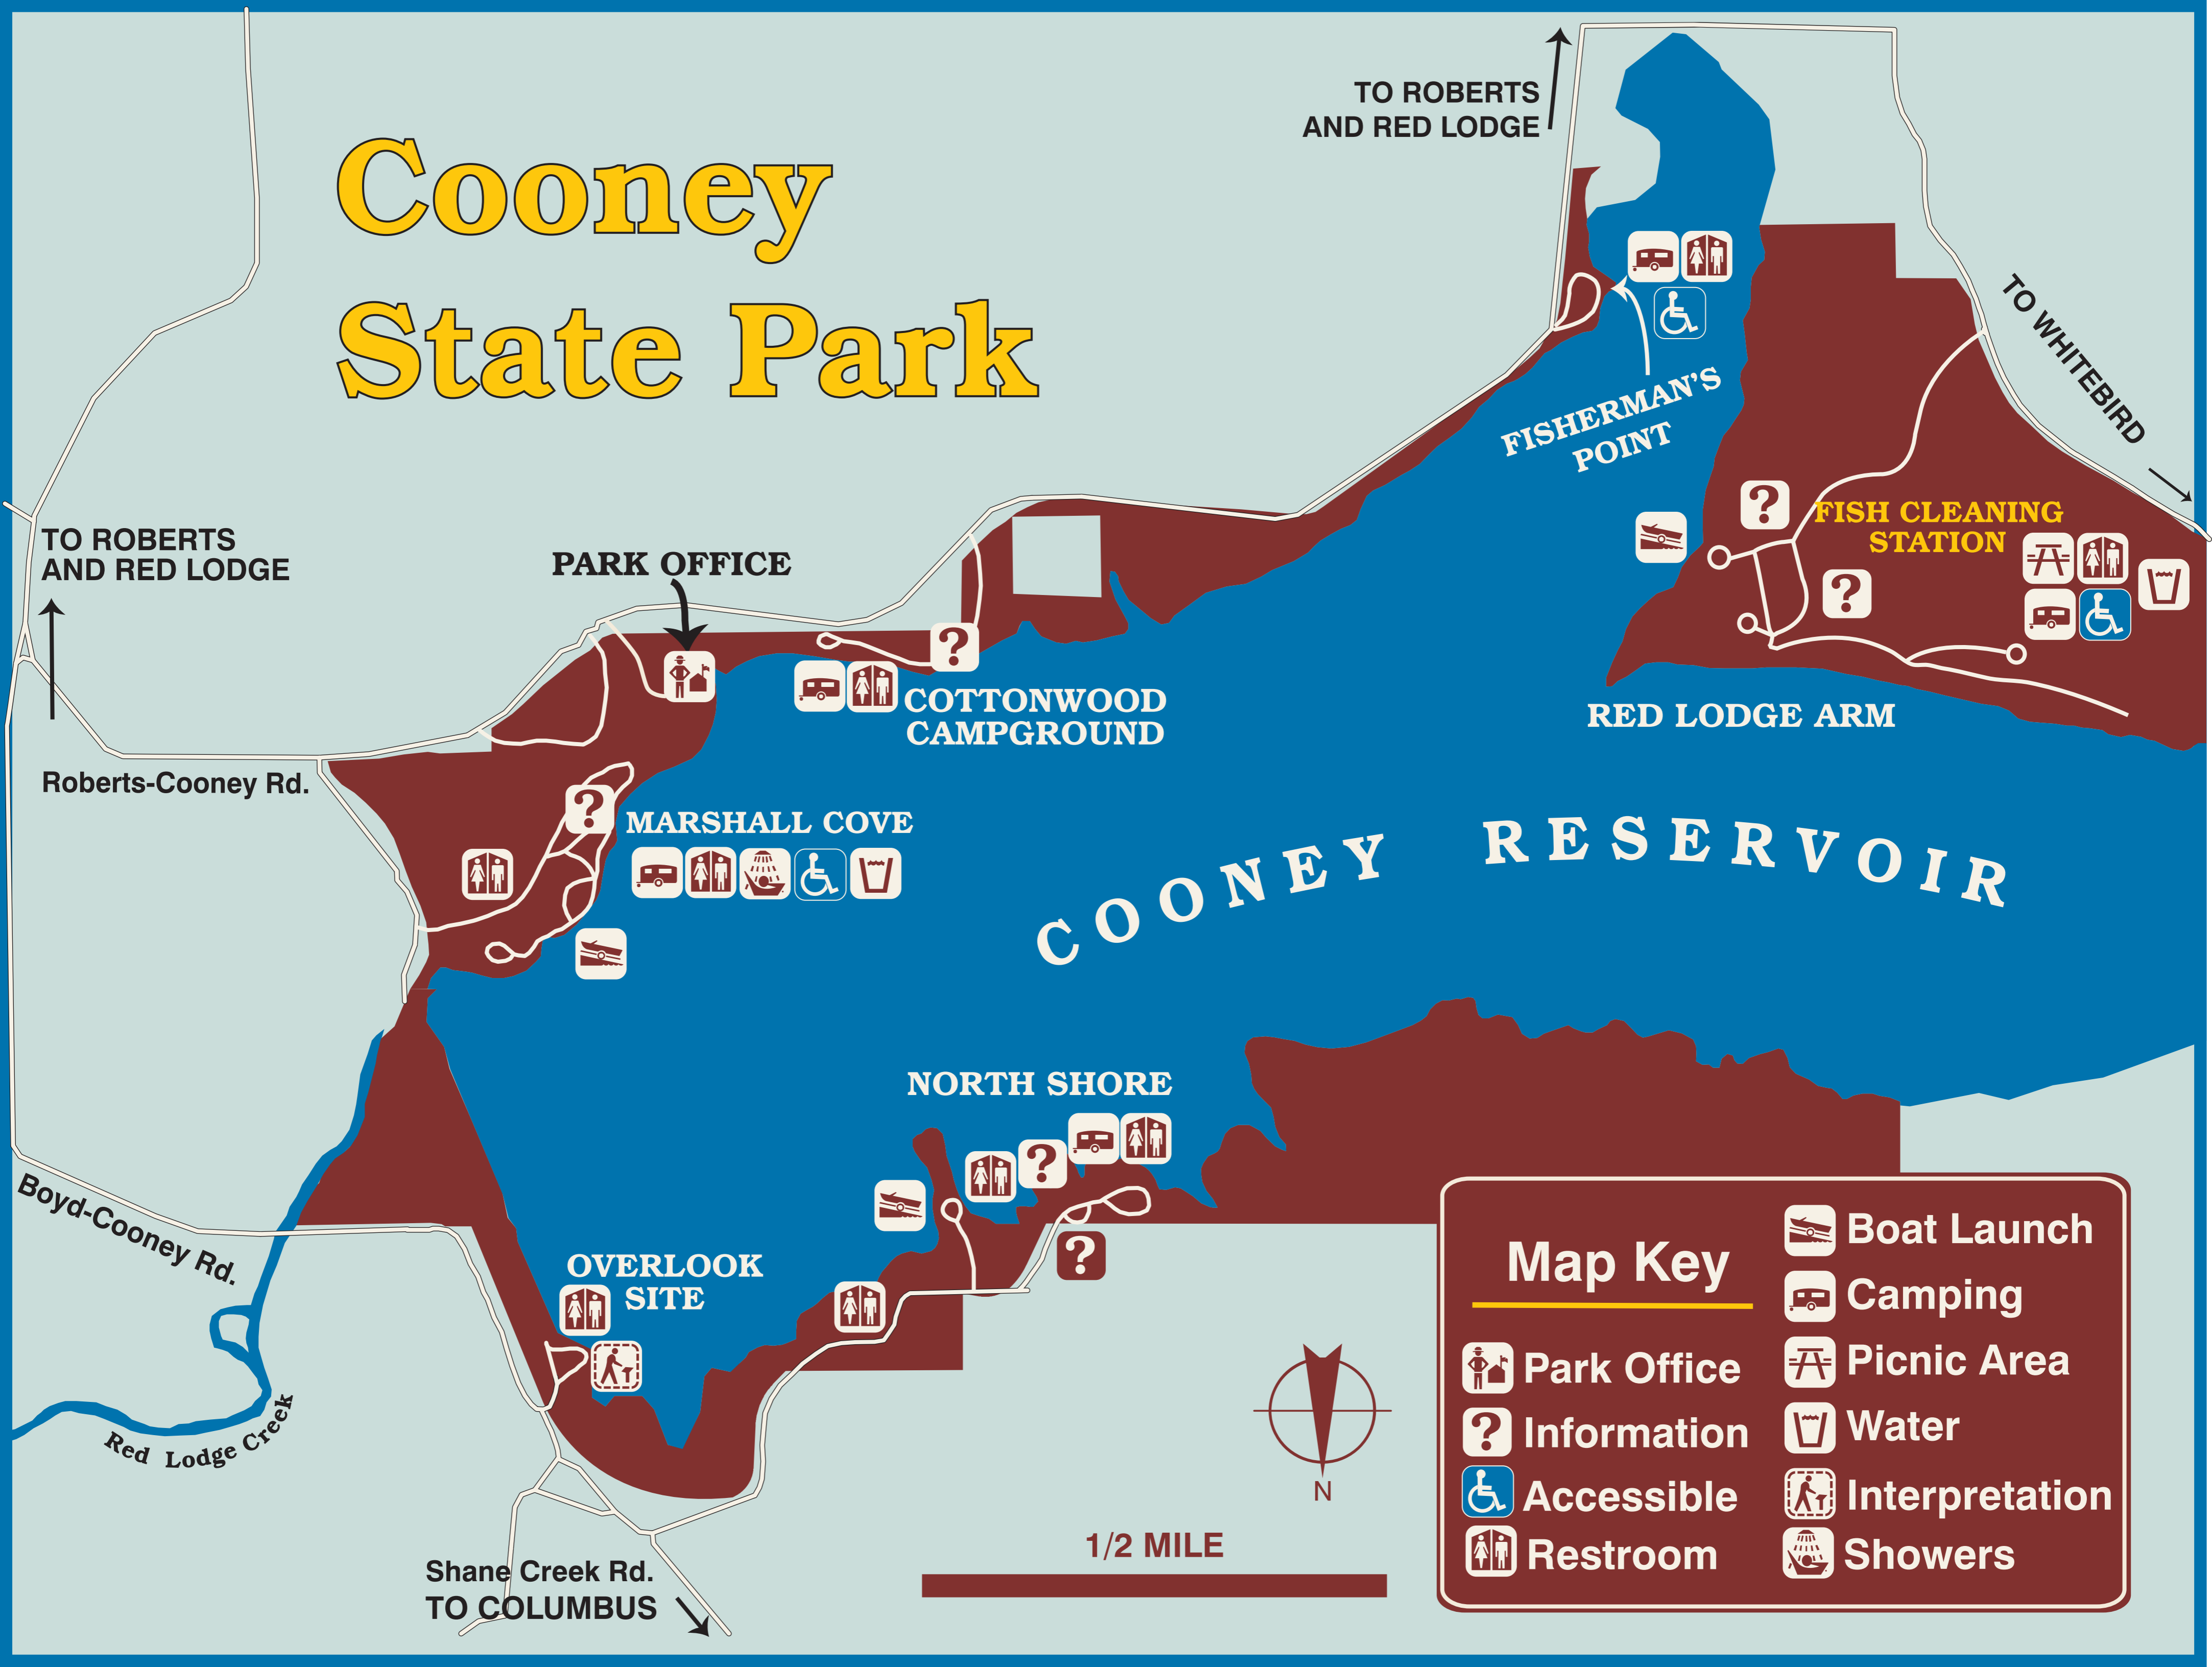 Cooney
State Park
TO ROBERTS
AND RED LODGE
TO WHITEBIRD
FISHERMAN'S
POINT
FISH CLEANING
STATION
?
?
RED LODGE ARM
TO ROBERTS
AND RED LODGE
PARK OFFICE
?
COTTONWOOD
CAMPGROUND
Roberts-Cooney Rd.
?
MARSHALL COVE
COONEY RESERVOIR
NORTH SHORE
?
?
Boyd-Cooney Rd.
OVERLOOK
SITE
Red Lodge Creek
N
1/2 MILE
Shane Creek Rd.
TO COLUMBUS
Map Key
Park Office
? Information
Accessible
Restroom
Boat Launch
Camping
Picnic Area
Water
Interpretation
Showers